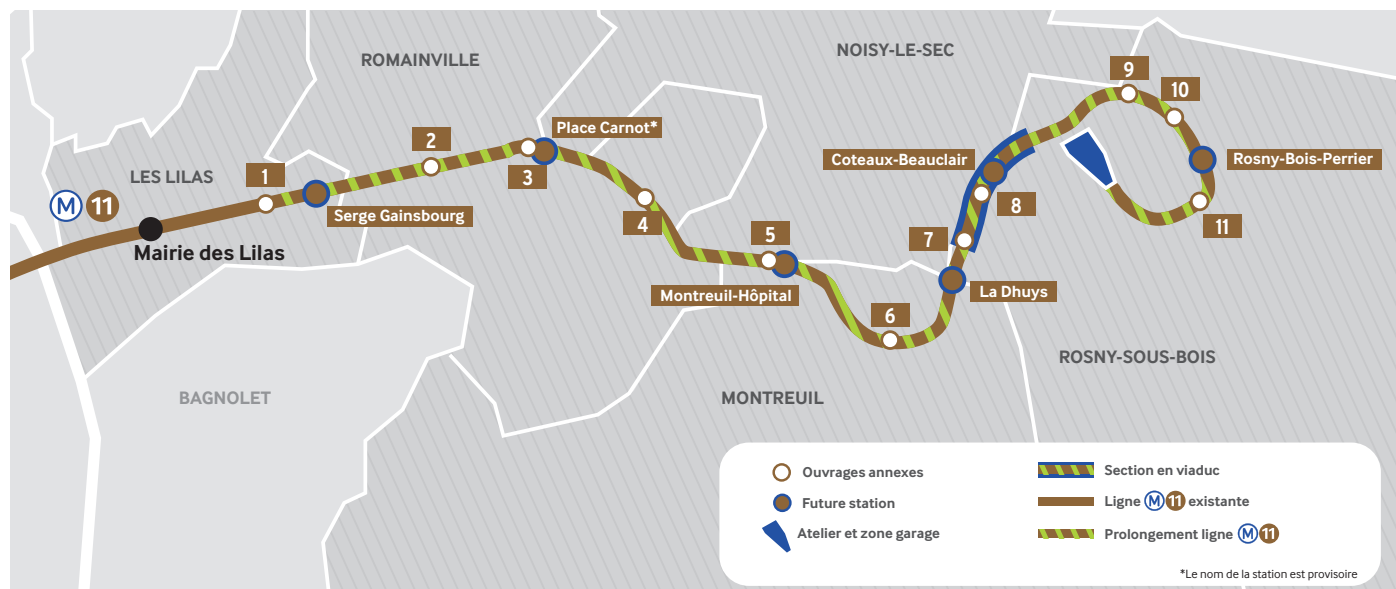 ROMAINVILLE
NOISY-LE-SEC
9
10
Place Carnot*
2
3
Coteaux-Beauclair
Rosny-Bois-Perrier
LES LILAS
1
M 11
Serge Gainsbourg
4
8
11
7
5
Mairie des Lilas
Montreuil-Hôpital
La Dhuys
6
ROSNY-SOUS-BOIS
BAGNOLET
MONTREUIL
Ouvrages annexes
Future station
Atelier et zone garage
Section en viaduc
Ligne M 11 existante
Prolongement ligne M 11
*Le nom de la station est provisoire